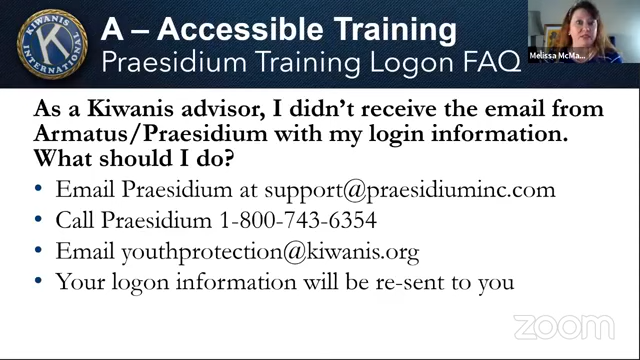 KIWANIS
INTERNATIONAL
K
A – Accessible Training
Praesidium Training Logon FAQ
Melissa McMa...
As a Kiwanis advisor, I didn't receive the email from
Armatus/Praesidium with my login information.
What should I do?
• Email Praesidium at support@praesidiuminc.com
• Call Praesidium 1-800-743-6354
• Email youthprotection@kiwanis.org
• Your logon information will be re-sent to you
zoom